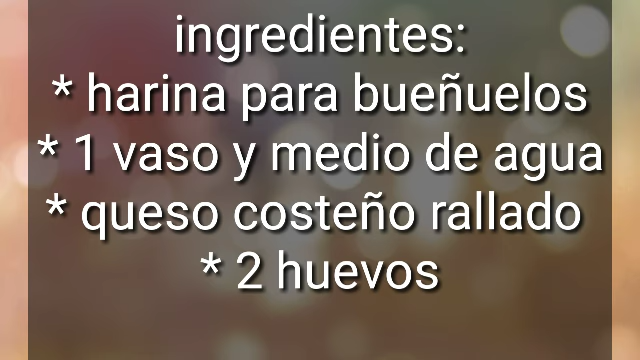 ingredientes:
* harina para bueñuelos
* 1 vaso y medio de agua
* queso costeño rallado
* 2 huevos